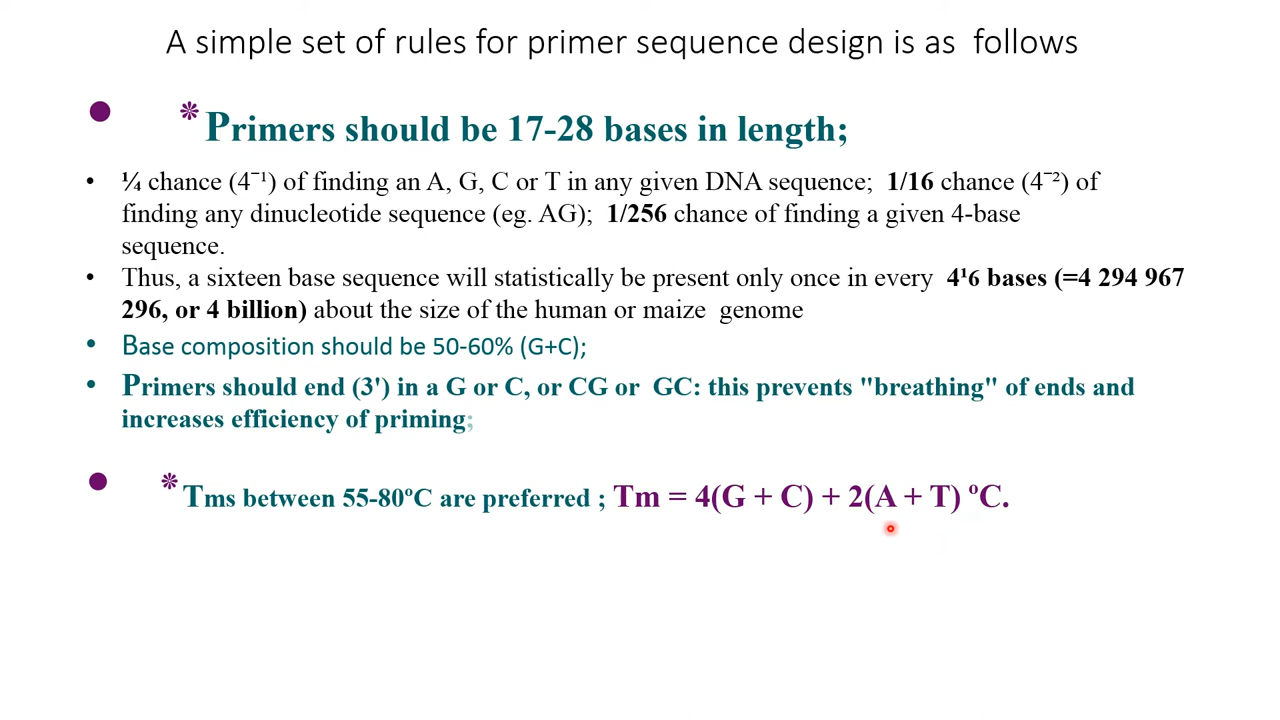 A simple set of rules for primer sequence design is as follows
• * Primers should be 17-28 bases in length;
• ¼ chance (4⁻¹) of finding an A, G, C or T in any given DNA sequence; 1/16 chance (4⁻²) of
finding any dinucleotide sequence (eg. AG); 1/256 chance of finding a given 4-base
sequence.
• Thus, a sixteen base sequence will statistically be present only once in every 4¹6 bases (=4 294 967
296, or 4 billion) about the size of the human or maize genome
• Base composition should be 50-60% (G+C);
• Primers should end (3') in a G or C, or CG or GC: this prevents "breathing" of ends and
increases efficiency of priming;
• * Tms between 55-80ºC are preferred ; Tm = 4(G + C) + 2(A + T) ºC.